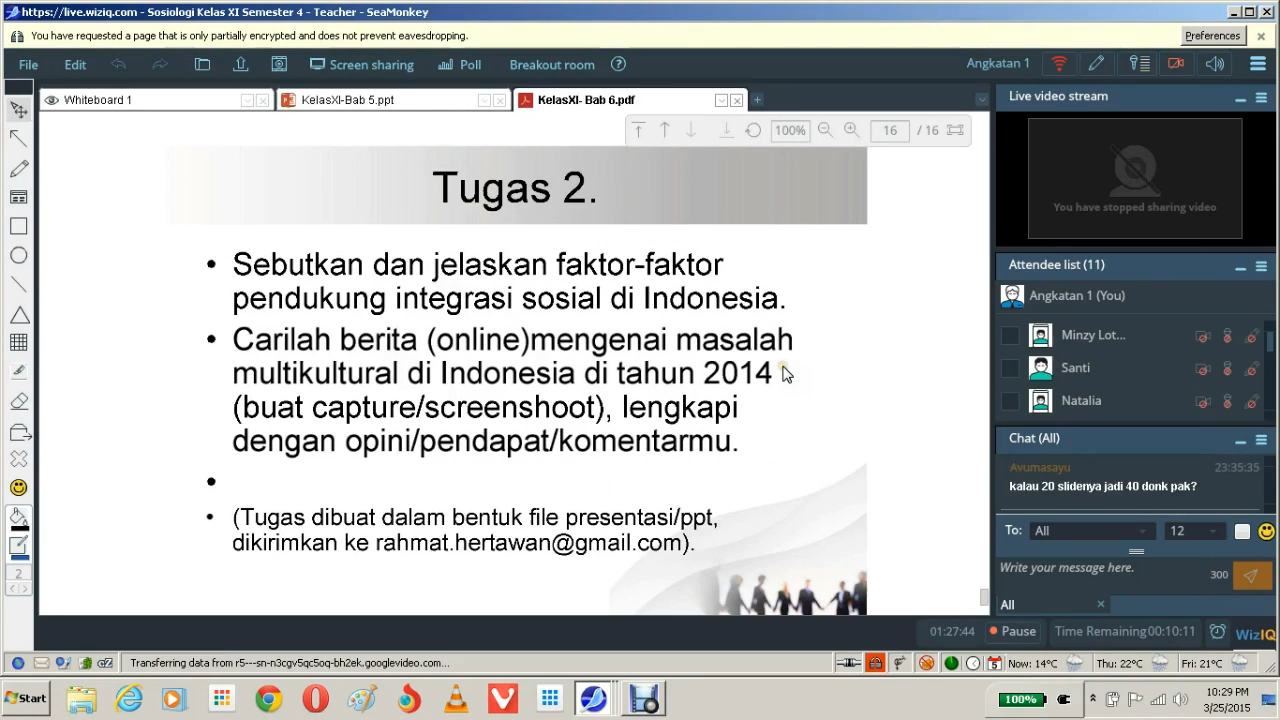 https://live.wiziq.com - Sosiologi Kelas XI Semester 4 - Teacher - SeaMonkey
You have requested a page that is only partially encrypted and does not prevent eavesdropping.
Preferences
File Edit Screen sharing Poll Breakout room Angkatan 1
Whiteboard 1 KelasXI-Bab 5.ppt KelasXI- Bab 6.pdf
100% 16 / 16
Tugas 2.
• Sebutkan dan jelaskan faktor-faktor
pendukung integrasi sosial di Indonesia.
• Carilah berita (online)mengenai masalah
multikultural di Indonesia di tahun 2014
(buat capture/screenshoot), lengkapi
dengan opini/pendapat/komentarmu.
•
• (Tugas dibuat dalam bentuk file presentasi/ppt,
dikirimkan ke rahmat.hertawan@gmail.com).
2
Live video stream
You have stopped sharing video
Attendee list (11)
Angkatan 1 (You)
Minzy Lot...
Santi
Natalia
Chat (All)
Avumasayu 23:35:35
kalau 20 slidenya jadi 40 donk pak?
To: All 12
Write your message here. 300
All
01:27:44 Pause Time Remaining00:10:11 WizIQ
Transferring data from r5---sn-n3cgv5qc5oq-bh2ek.googlevideo.com...
Now: 14°C Thu: 22°C Fri: 21°C
Start
100%
10:29 PM
3/25/2015